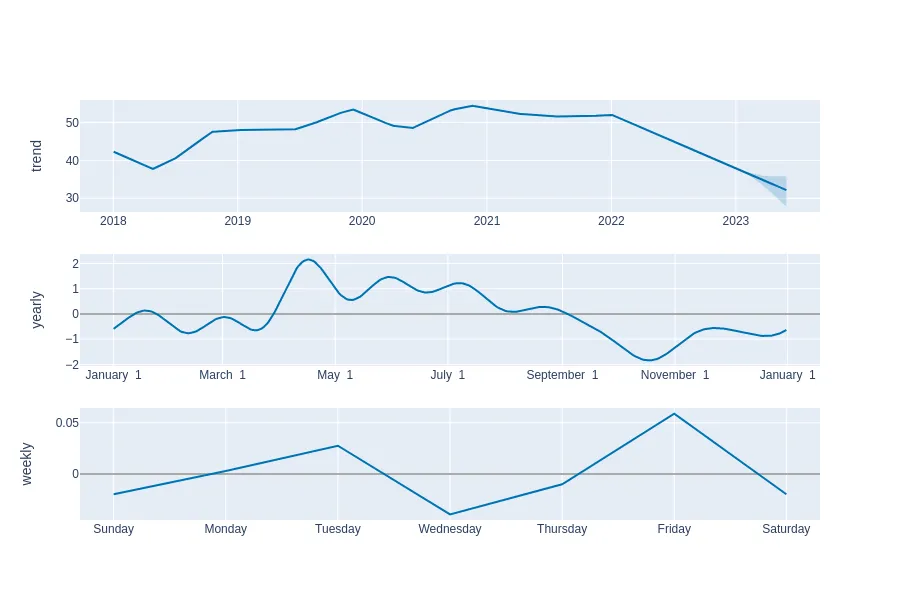 trend
50
40
30
2018 2019 2020 2021 2022 2023
yearly
2
1
0
−1
−2
January 1 March 1 May 1 July 1 September 1 November 1 January 1
weekly
0.05
0
Sunday Monday Tuesday Wednesday Thursday Friday Saturday